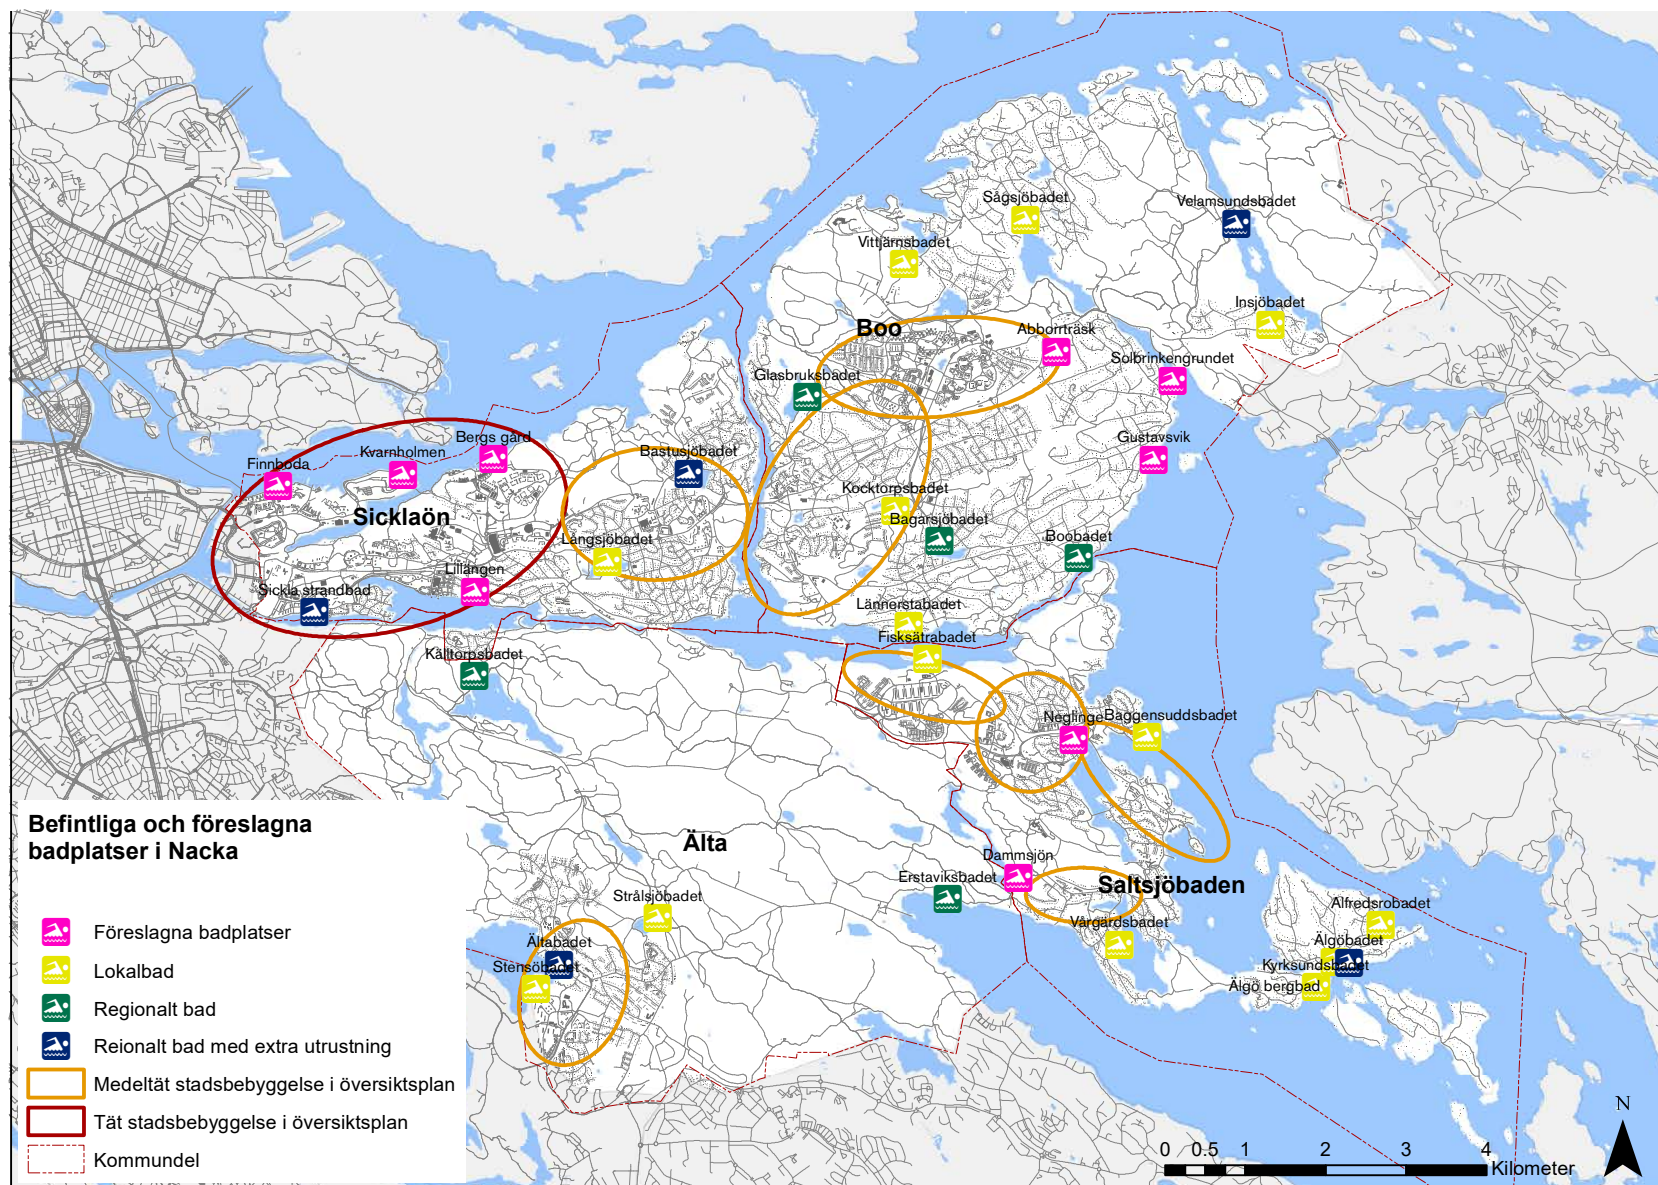 Sågsjöbadet
Velamsundsbadet
Vittjärnsbadet
Insjöbadet
Boo
Abborrträsk
Solbrinkengrundet
Glasbruksbadet
Bergs gård
Gustavsvik
Kvarnholmen
Bastusjöbadet
Finnboda
Kocktorpsbadet
Sicklaön
Bagarsjöbadet
Långsjöbadet
Boobadet
Lillängen
Sickla strandbad
Lännerstabadet
Fisksätrabadet
Källtorpsbadet
Neglinge
Baggensuddsbadet
Befintliga och föreslagna
badplatser i Nacka
Älta
Dammsjön
Erstaviksbadet
Saltsjöbaden
Strålsjöbadet
Alfredsrobadet
Vårgärdsbadet
Föreslagna badplatser
Ältabadet
Älgöbadet
Stensöbadet
Kyrksundsbadet
Lokalbad
Älgö bergbad
Regionalt bad
Reionalt bad med extra utrustning
Medeltät stadsbebyggelse i översiktsplan
Tät stadsbebyggelse i översiktsplan
Kommundel
N
0 0.5 1 2 3 4
Kilometer